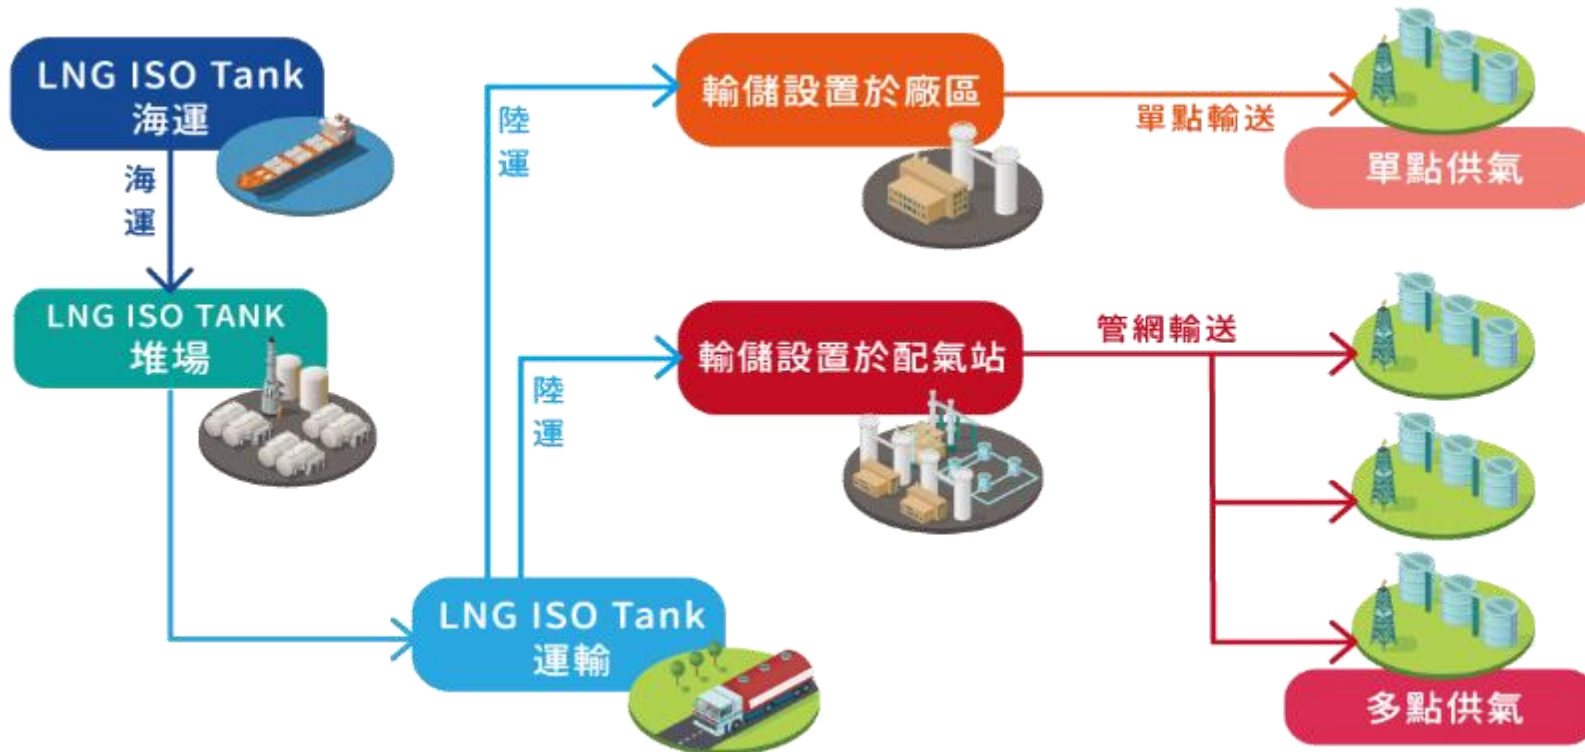 LNG ISO Tank
海運
海
運
LNG ISO TANK
堆場
LNG ISO Tank
運輸
陸
運
輸儲設置於廠區
單點輸送
單點供氣
陸
運
輸儲設置於配氣站
管網輸送
多點供氣